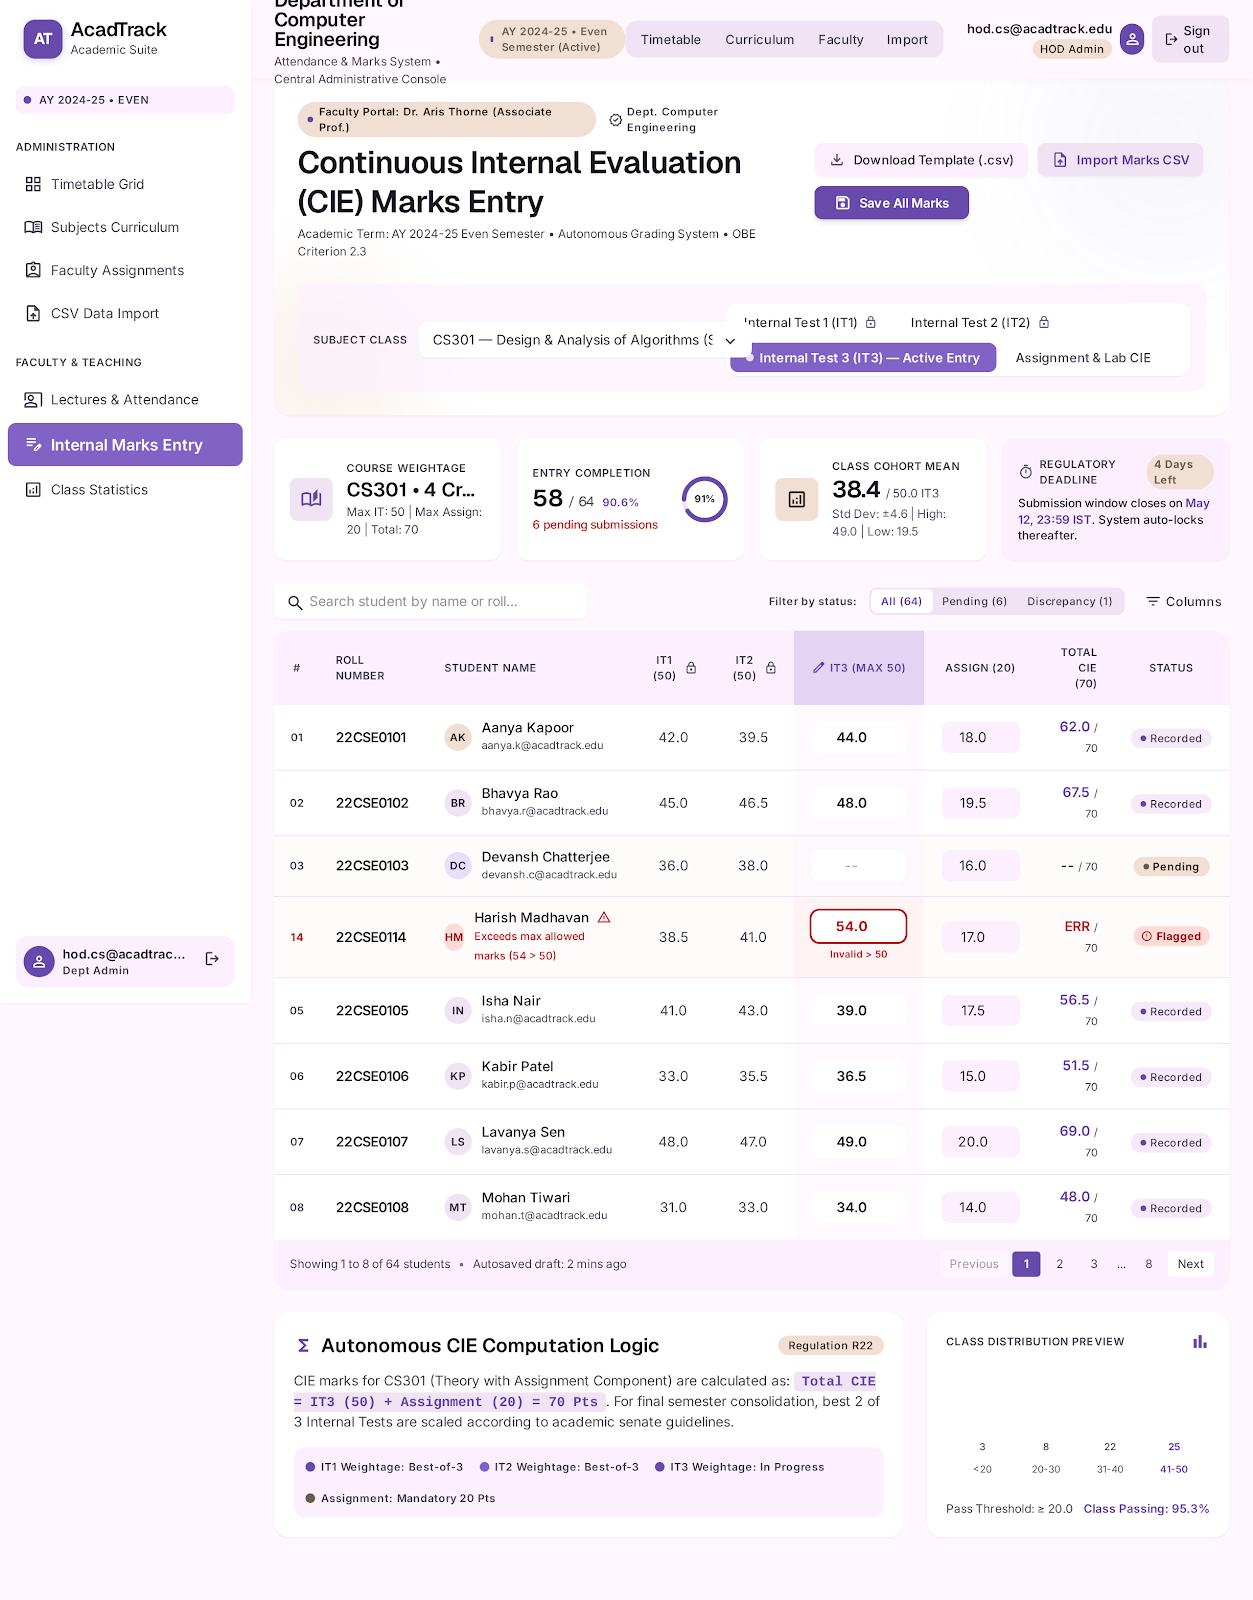 AT
AcadTrack
Academic Suite
AY 2024-25 • EVEN
ADMINISTRATION
Timetable Grid
Subjects Curriculum
Faculty Assignments
CSV Data Import
FACULTY & TEACHING
Lectures & Attendance
Internal Marks Entry
Class Statistics
hod.cs@acadtrac...
Dept Admin
Department of
Computer
Engineering
Attendance & Marks System •
Central Administrative Console
AY 2024-25 • Even
Semester (Active)
Timetable
Curriculum
Faculty
Import
hod.cs@acadtrack.edu
HOD Admin
Sign
out
Faculty Portal: Dr. Aris Thorne (Associate
Prof.)
Dept. Computer
Engineering
Continuous Internal Evaluation
(CIE) Marks Entry
Academic Term: AY 2024-25 Even Semester • Autonomous Grading System • OBE
Criterion 2.3
Download Template (.csv)
Import Marks CSV
Save All Marks
SUBJECT CLASS
CS301 — Design & Analysis of Algorithms (S
Internal Test 1 (IT1)
Internal Test 2 (IT2)
Internal Test 3 (IT3) — Active Entry
Assignment & Lab CIE
COURSE WEIGHTAGE
CS301 • 4 Cr...
Max IT: 50 | Max Assign:
20 | Total: 70
ENTRY COMPLETION
58 / 64 90.6%
6 pending submissions
91%
CLASS COHORT MEAN
38.4 / 50.0 IT3
Std Dev: ±4.6 | High:
49.0 | Low: 19.5
REGULATORY
DEADLINE
4 Days
Left
Submission window closes on May
12, 23:59 IST. System auto-locks
thereafter.
Search student by name or roll...
Filter by status:
All (64)
Pending (6)
Discrepancy (1)
Columns
#
ROLL
NUMBER
STUDENT NAME
IT1
(50)
IT2
(50)
IT3 (MAX 50)
ASSIGN (20)
TOTAL
CIE
(70)
STATUS
01 22CSE0101 AK Aanya Kapoor 42.0 39.5 44.0 18.0 62.0 / Recorded
aanya.k@acadtrack.edu 70
02 22CSE0102 BR Bhavya Rao 45.0 46.5 48.0 19.5 67.5 / Recorded
bhavya.r@acadtrack.edu 70
03 22CSE0103 DC Devansh Chatterjee 36.0 38.0 -- 16.0 -- / 70 Pending
devansh.c@acadtrack.edu
14 22CSE0114 HM Harish Madhavan 38.5 41.0 54.0 17.0 ERR / Flagged
Exceeds max allowed
marks (54 > 50)
Invalid > 50
70
05 22CSE0105 IN Isha Nair 41.0 43.0 39.0 17.5 56.5 / Recorded
isha.n@acadtrack.edu 70
06 22CSE0106 KP Kabir Patel 33.0 35.5 36.5 15.0 51.5 / Recorded
kabir.p@acadtrack.edu 70
07 22CSE0107 LS Lavanya Sen 48.0 47.0 49.0 20.0 69.0 / Recorded
lavanya.s@acadtrack.edu 70
08 22CSE0108 MT Mohan Tiwari 31.0 33.0 34.0 14.0 48.0 / Recorded
mohan.t@acadtrack.edu 70
Showing 1 to 8 of 64 students • Autosaved draft: 2 mins ago
Previous 1 2 3 ... 8 Next
Autonomous CIE Computation Logic
Regulation R22
CIE marks for CS301 (Theory with Assignment Component) are calculated as: Total CIE
= IT3 (50) + Assignment (20) = 70 Pts . For final semester consolidation, best 2 of
3 Internal Tests are scaled according to academic senate guidelines.
IT1 Weightage: Best-of-3
IT2 Weightage: Best-of-3
IT3 Weightage: In Progress
Assignment: Mandatory 20 Pts
CLASS DISTRIBUTION PREVIEW
3 8 22 25
<20 20-30 31-40 41-50
Pass Threshold: ≥ 20.0
Class Passing: 95.3%